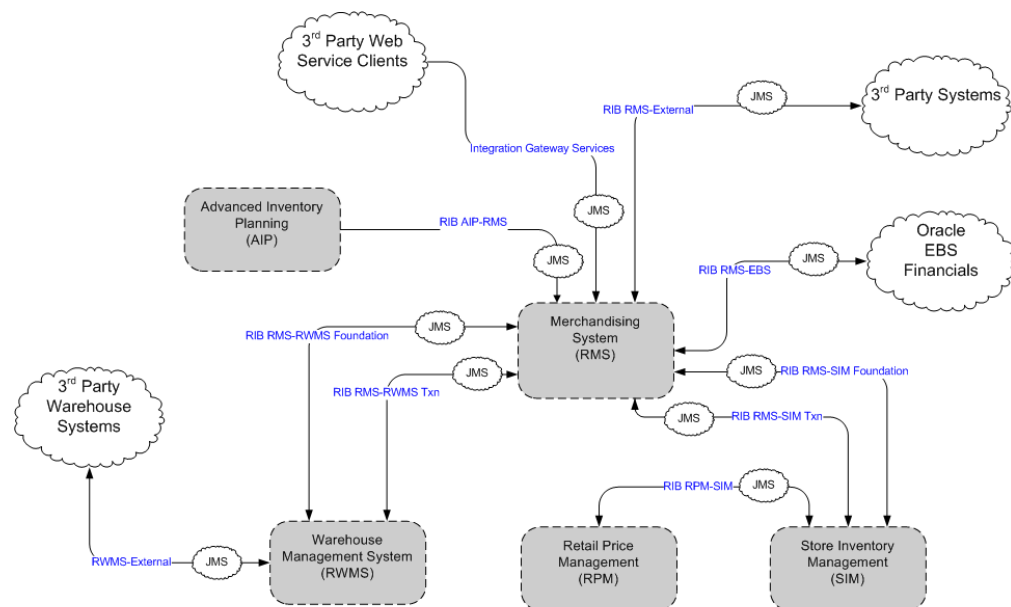 3rd Party Web
Service Clients
JMS
RIB RMS-External
3rd Party Systems
Integration Gateway Services
Advanced Inventory
Planning
(AIP)
RIB AIP-RMS
JMS
JMS
Oracle
EBS
Financials
JMS
RIB RMS-EBS
Merchandising
System
(RMS)
RIB RMS-RWMS Foundation
JMS
JMS
RIB RMS-SIM Foundation
3rd Party
Warehouse
Systems
RIB RMS-RWMS Txn
JMS
JMS
RIB RMS-SIM Txn
RIB RPM-SIM
JMS
RWMS-External
JMS
Warehouse
Management System
(RWMS)
Retail Price
Management
(RPM)
Store Inventory
Management
(SIM)